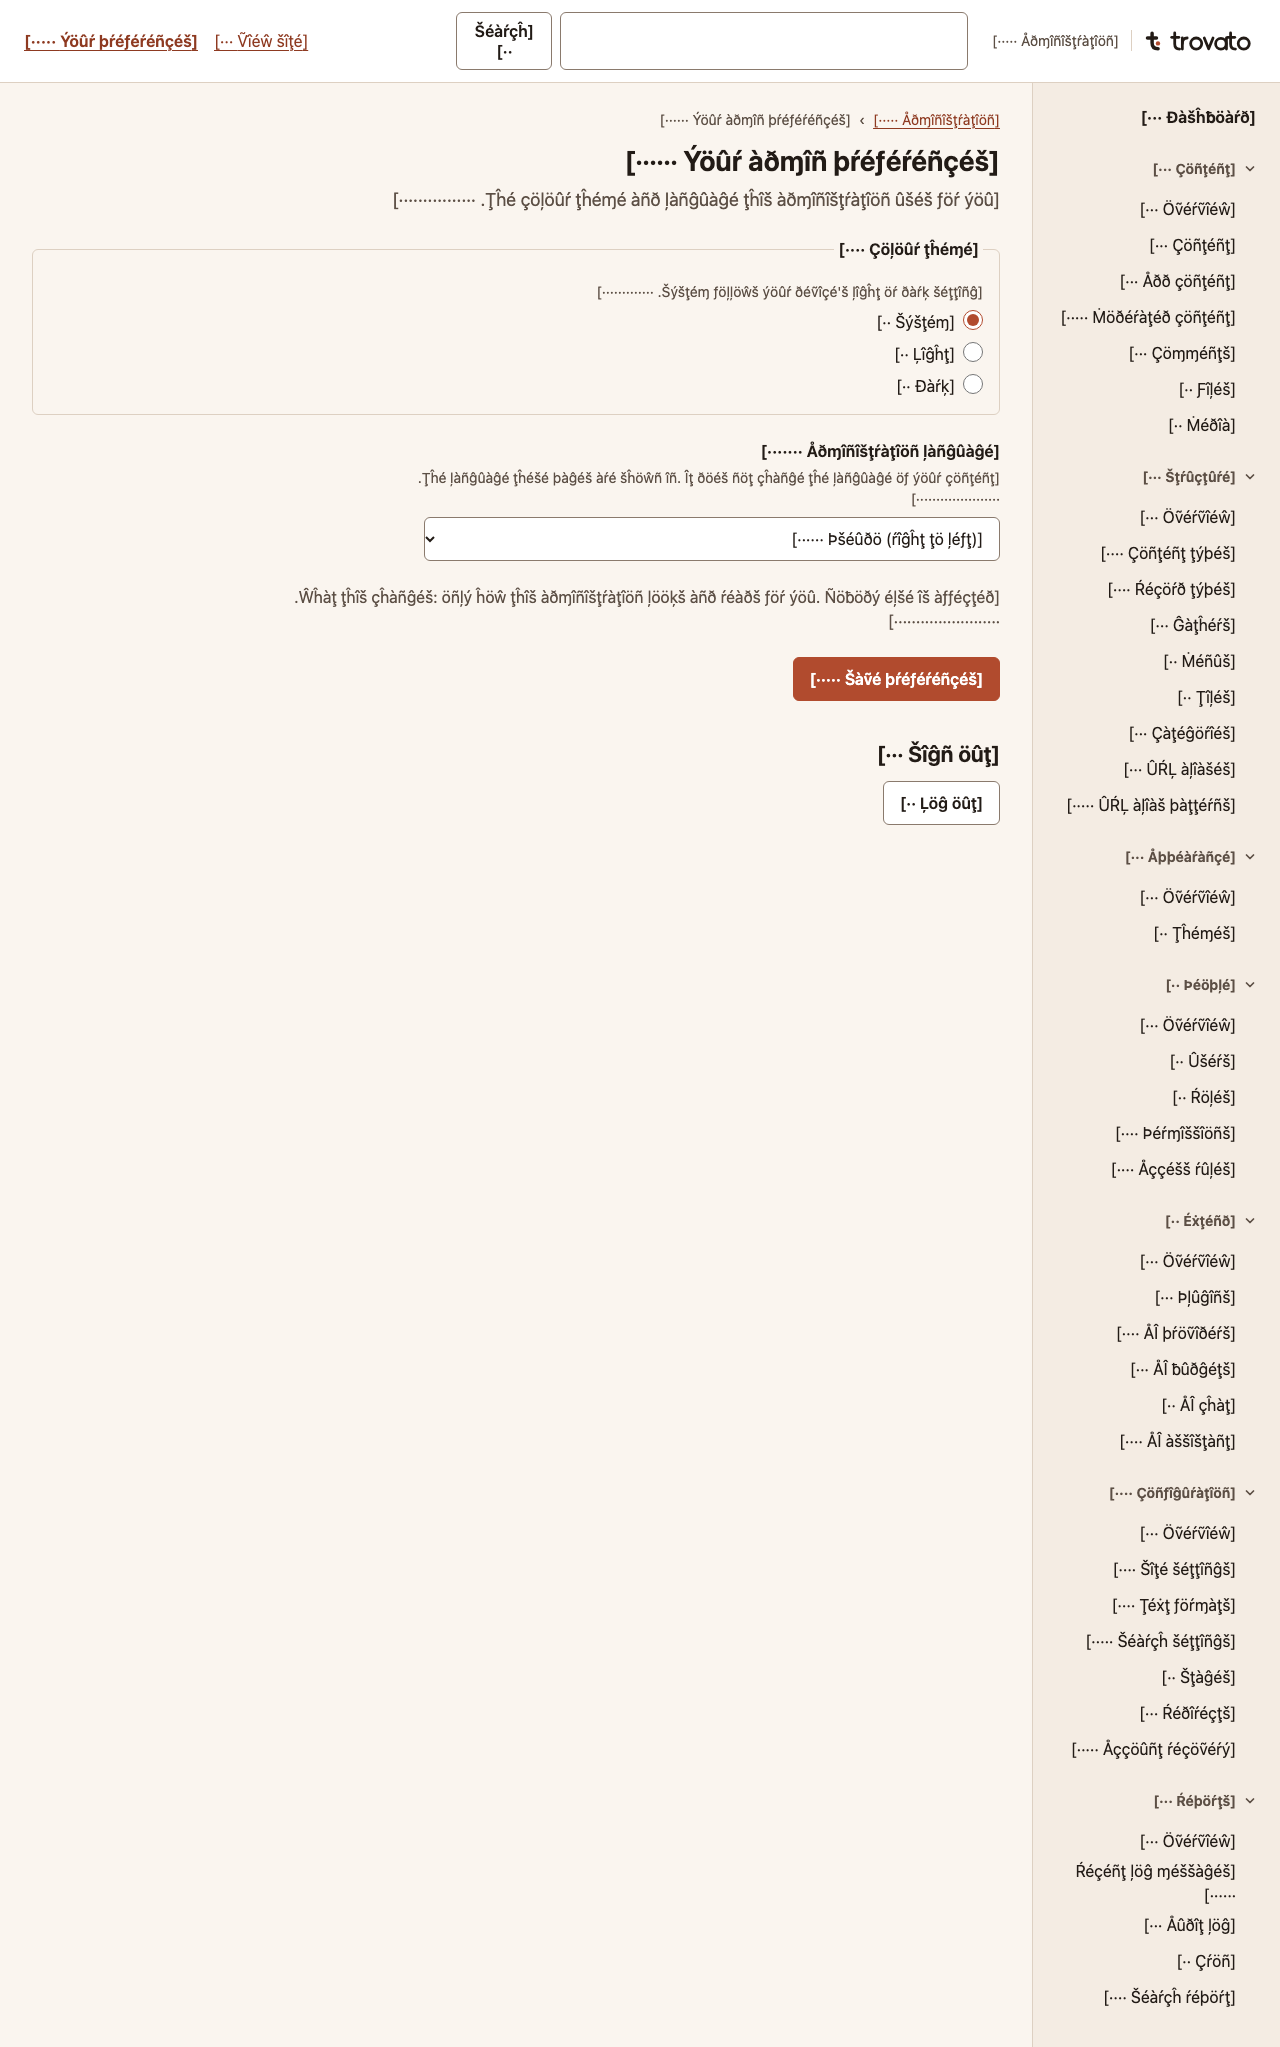 trovato
[Åðɱîñîšţŕàţîöñ ·····]
[Šéàŕçĥ ··]
[Ṽîéŵ šîţé ···]
[Ýöûŕ þŕéƒéŕéñçéš ·····]
[ÐàšĤƀöàŕð ···]
[Çöñţéñţ ···]
[Öṽéŕṽîéŵ ···]
[Çöñţéñţ ···]
[Åðð çöñţéñţ ···]
[Ṁöðéŕàţéð çöñţéñţ ·····]
[Çöɱɱéñţš ···]
[Ƒîļéš ··]
[Ṁéðîà ··]
[Šţŕûçţûŕé ···]
[Öṽéŕṽîéŵ ···]
[Çöñţéñţ ţýþéš ····]
[Ŕéçöŕð ţýþéš ····]
[Ĝàţĥéŕš ···]
[Ṁéñûš ··]
[Ţîļéš ··]
[Çàţéĝöŕîéš ···]
[ÛŔĻ àļîàšéš ···]
[ÛŔĻ àļîàš þàţţéŕñš ·····]
[Åþþéàŕàñçé ···]
[Öṽéŕṽîéŵ ···]
[Ţĥéɱéš ··]
[Þéöþļé ··]
[Öṽéŕṽîéŵ ···]
[Ûšéŕš ··]
[Ŕöļéš ··]
[Þéŕɱîššîöñš ····]
[Åççéšš ŕûļéš ····]
[Éẋţéñð ··]
[Öṽéŕṽîéŵ ···]
[Þļûĝîñš ···]
[ÅÎ þŕöṽîðéŕš ····]
[ÅÎ ƀûðĝéţš ···]
[ÅÎ çĥàţ ··]
[ÅÎ àššîšţàñţ ····]
[Çöñƒîĝûŕàţîöñ ····]
[Öṽéŕṽîéŵ ···]
[Šîţé šéţţîñĝš ····]
[Ţéẋţ ƒöŕɱàţš ····]
[Šéàŕçĥ šéţţîñĝš ·····]
[Šţàĝéš ··]
[Ŕéðîŕéçţš ···]
[Åççöûñţ ŕéçöṽéŕý ·····]
[Ŕéþöŕţš ···]
[Öṽéŕṽîéŵ ···]
[Ŕéçéñţ ļöĝ ɱéššàĝéš
······]
[Åûðîţ ļöĝ ···]
[Çŕöñ ··]
[Šéàŕçĥ ŕéþöŕţ ····]
[Åðɱîñîšţŕàţîöñ ·····] › [Ýöûŕ àðɱîñ þŕéƒéŕéñçéš ······]
[Ýöûŕ àðɱîñ þŕéƒéŕéñçéš ······]
[Ţĥé çöļöûŕ ţĥéɱé àñð ļàñĝûàĝé ţĥîš àðɱîñîšţŕàţîöñ ûšéš ƒöŕ ýöû. ················]
[Çöļöûŕ ţĥéɱé ····]
[Šýšţéɱ ƒöļļöŵš ýöûŕ ðéṽîçé'š ļîĝĥţ öŕ ðàŕķ šéţţîñĝ. ·············]
[Šýšţéɱ ··]
[Ļîĝĥţ ··]
[Ðàŕķ ··]
[Åðɱîñîšţŕàţîöñ ļàñĝûàĝé ·······]
[Ţĥé ļàñĝûàĝé ţĥéšé þàĝéš àŕé šĥöŵñ îñ. Îţ ðöéš ñöţ çĥàñĝé ţĥé ļàñĝûàĝé öƒ ýöûŕ çöñţéñţ.
·····················]
[Þšéûðö (ŕîĝĥţ ţö ļéƒţ) ······]
[Ŵĥàţ ţĥîš çĥàñĝéš: öñļý ĥöŵ ţĥîš àðɱîñîšţŕàţîöñ ļööķš àñð ŕéàðš ƒöŕ ýöû. Ñöƀöðý éļšé îš àƒƒéçţéð.
························]
[Šàṽé þŕéƒéŕéñçéš ·····]
[Šîĝñ öûţ ···]
[Ļöĝ öûţ ··]